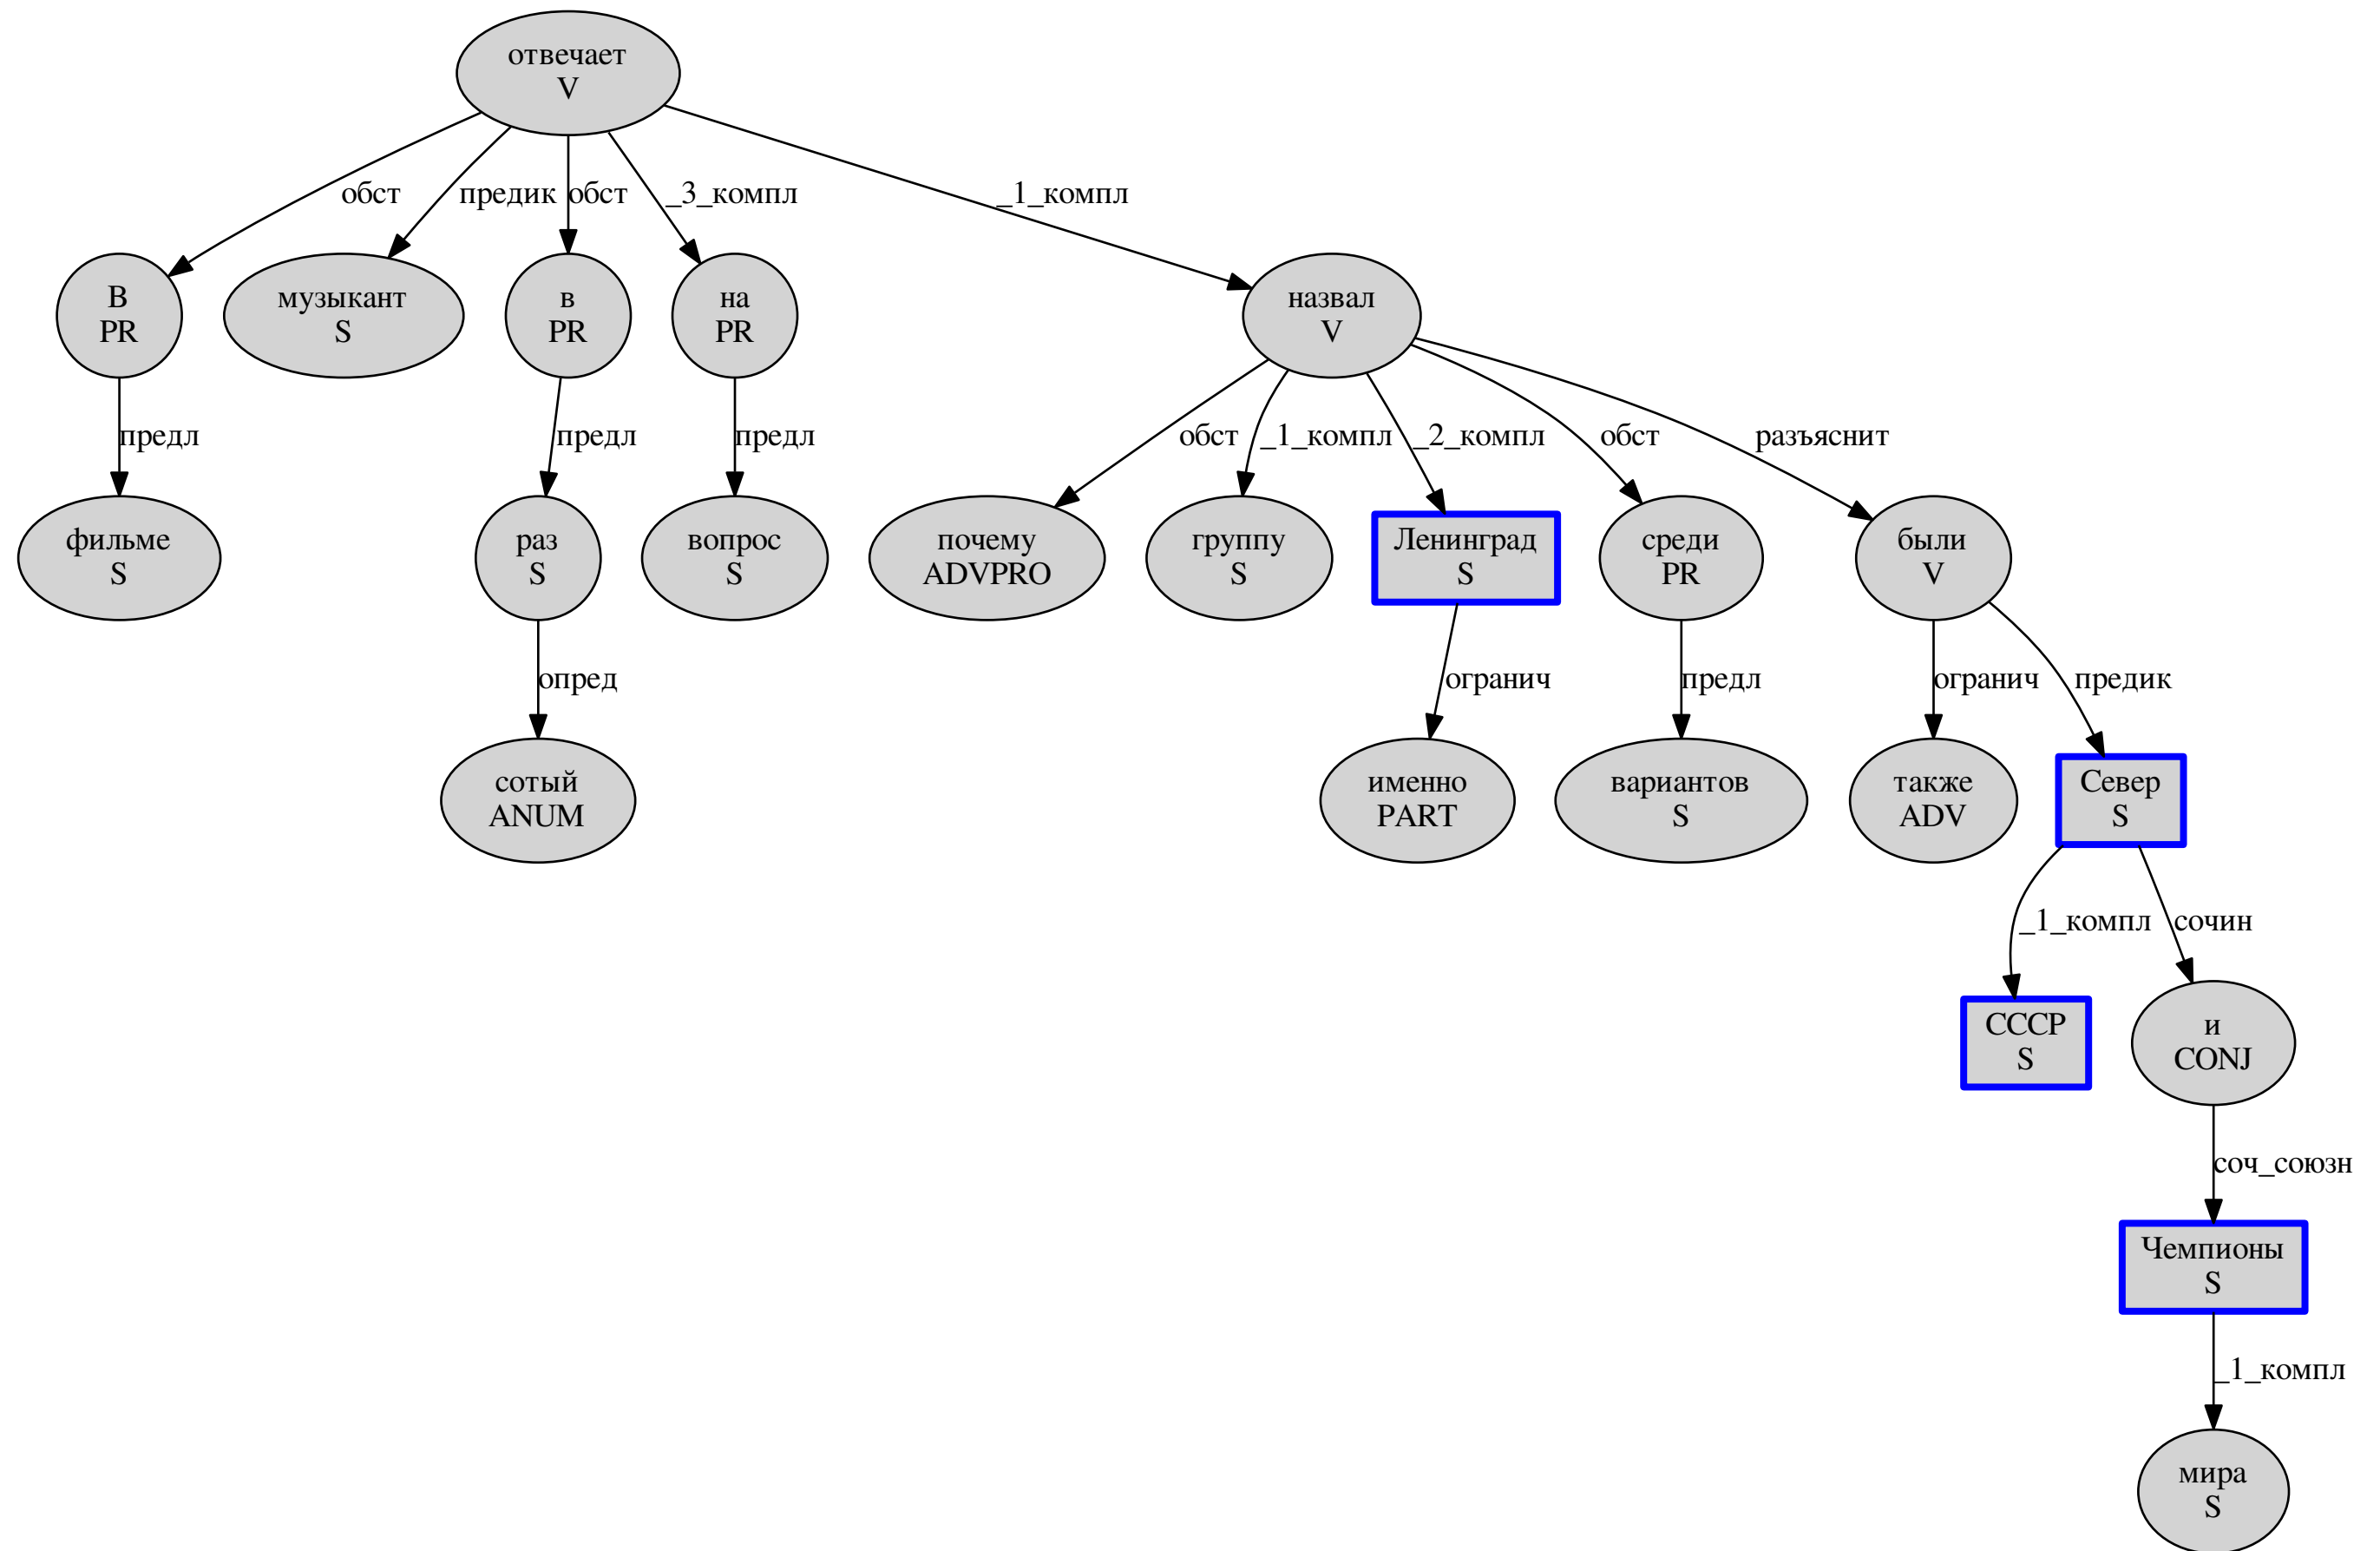 отвечает
V
обст
предик
обст
_3_компл
_1_компл
В
PR
музыкант
S
в
PR
на
PR
назвал
V
предл
предл
предл
обст
_1_компл
_2_компл
обст
разъяснит
фильме
S
раз
S
вопрос
S
почему
ADVPRO
группу
S
Ленинград
S
среди
PR
были
V
опред
огранич
предл
огранич
предик
сотый
ANUM
именно
PART
вариантов
S
также
ADV
Север
S
_1_компл
сочин
СССР
S
и
CONJ
соч_союзн
Чемпионы
S
_1_компл
мира
S